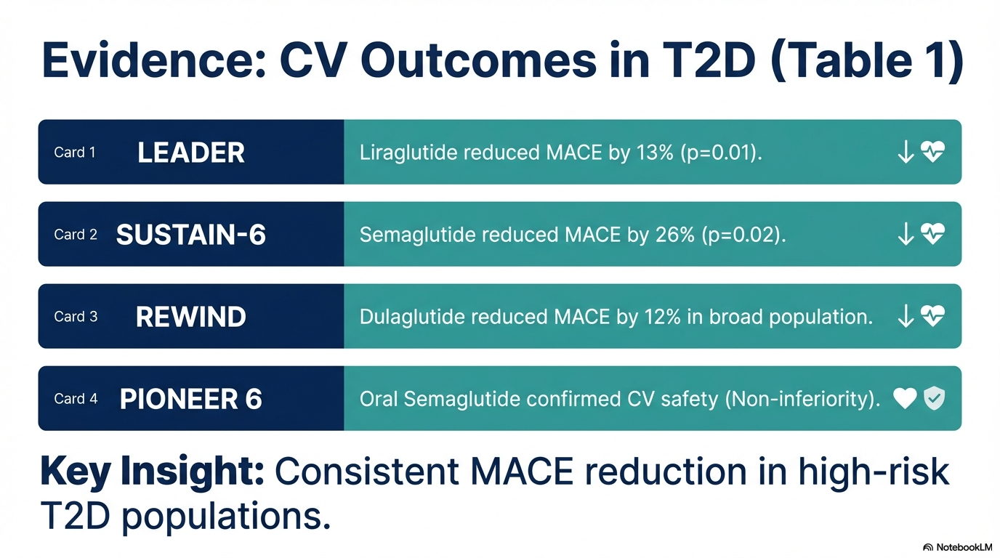 Evidence: CV Outcomes in T2D (Table 1)
Card 1 LEADER Liraglutide reduced MACE by 13% (p=0.01).
Card 2 SUSTAIN-6 Semaglutide reduced MACE by 26% (p=0.02).
Card 3 REWIND Dulaglutide reduced MACE by 12% in broad population.
Card 4 PIONEER 6 Oral Semaglutide confirmed CV safety (Non-inferiority).
Key Insight: Consistent MACE reduction in high-risk
T2D populations.
NotebookLM